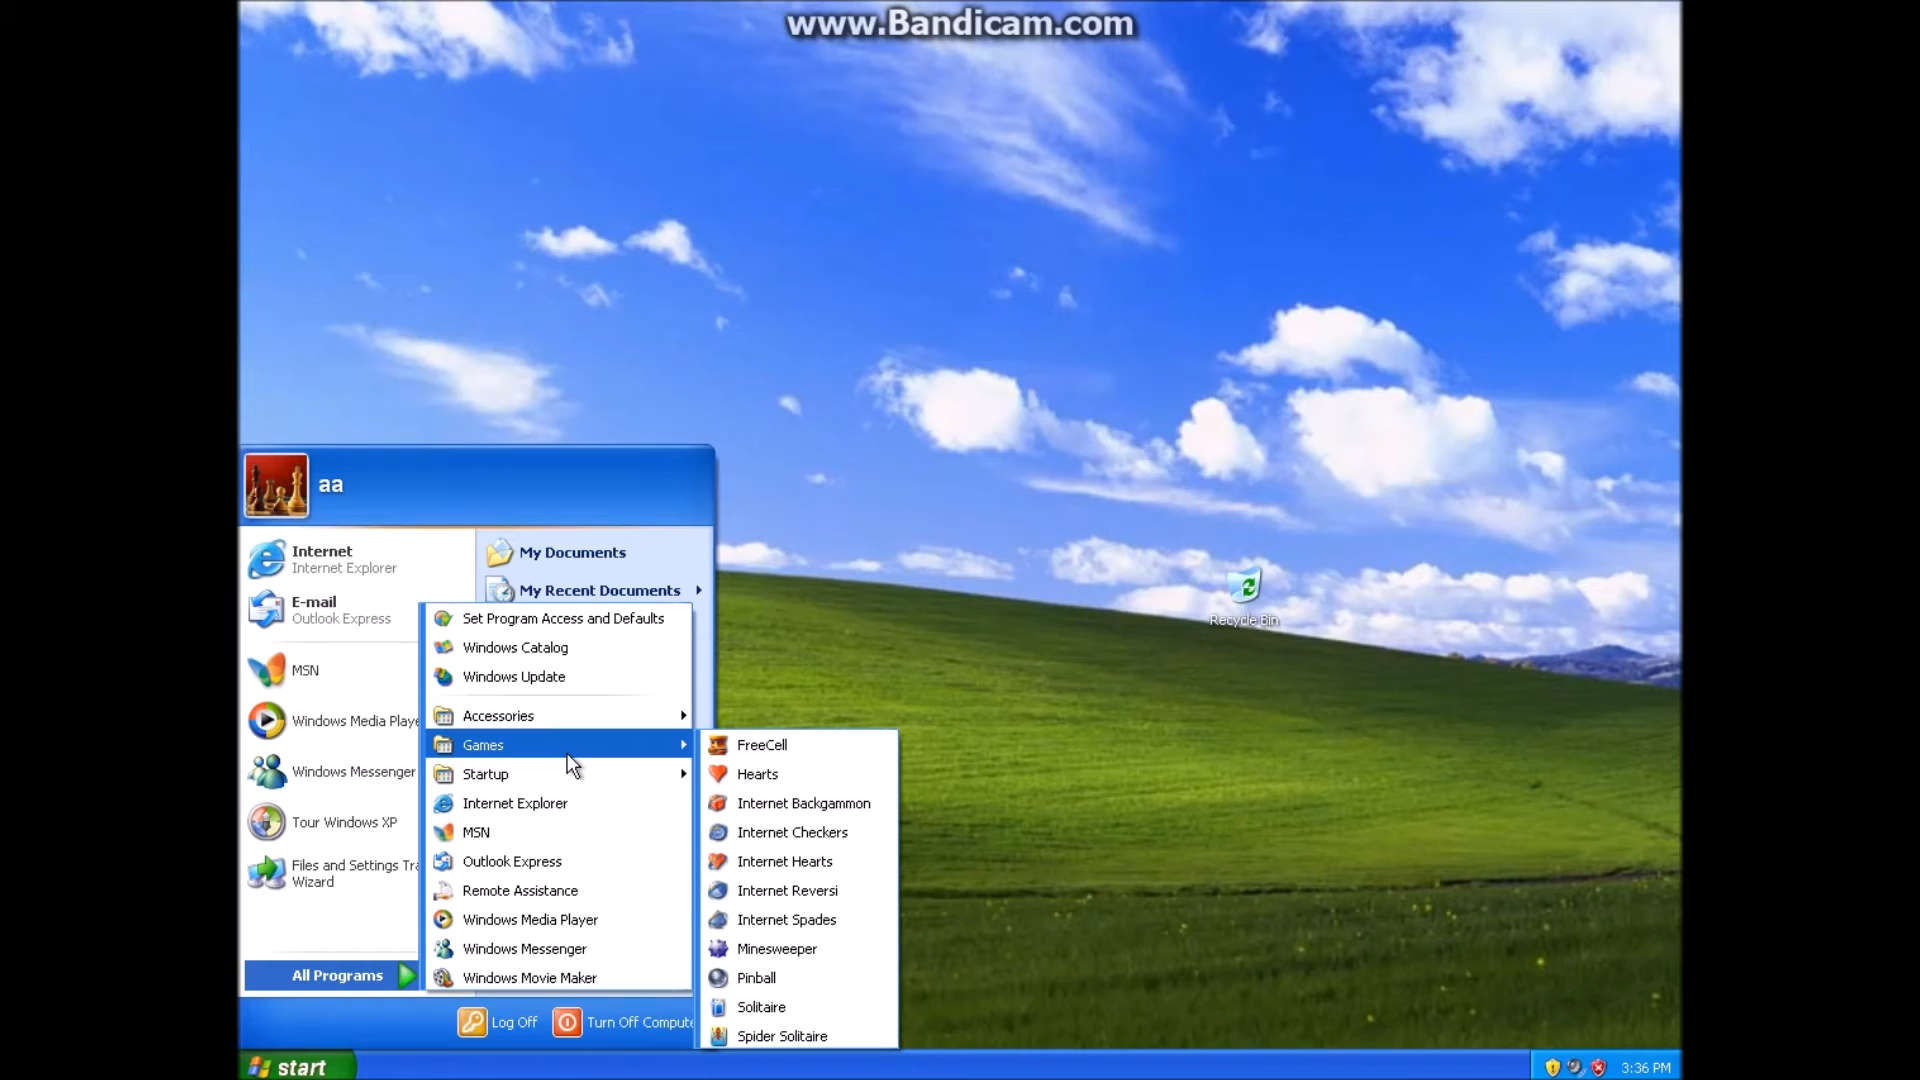 www.Bandicam.com
aa
Internet
Internet Explorer
E-mail
Outlook Express
MSN
Windows Media Playe
Windows Messenger
Tour Windows XP
Files and Settings Tra
Wizard
All Programs
My Documents
My Recent Documents
Set Program Access and Defaults
Windows Catalog
Windows Update
Accessories
Games
Startup
Internet Explorer
MSN
Outlook Express
Remote Assistance
Windows Media Player
Windows Messenger
Windows Movie Maker
FreeCell
Hearts
Internet Backgammon
Internet Checkers
Internet Hearts
Internet Reversi
Internet Spades
Minesweeper
Pinball
Solitaire
Spider Solitaire
Recycle Bin
Log Off
Turn Off Compute
start
3:36 PM